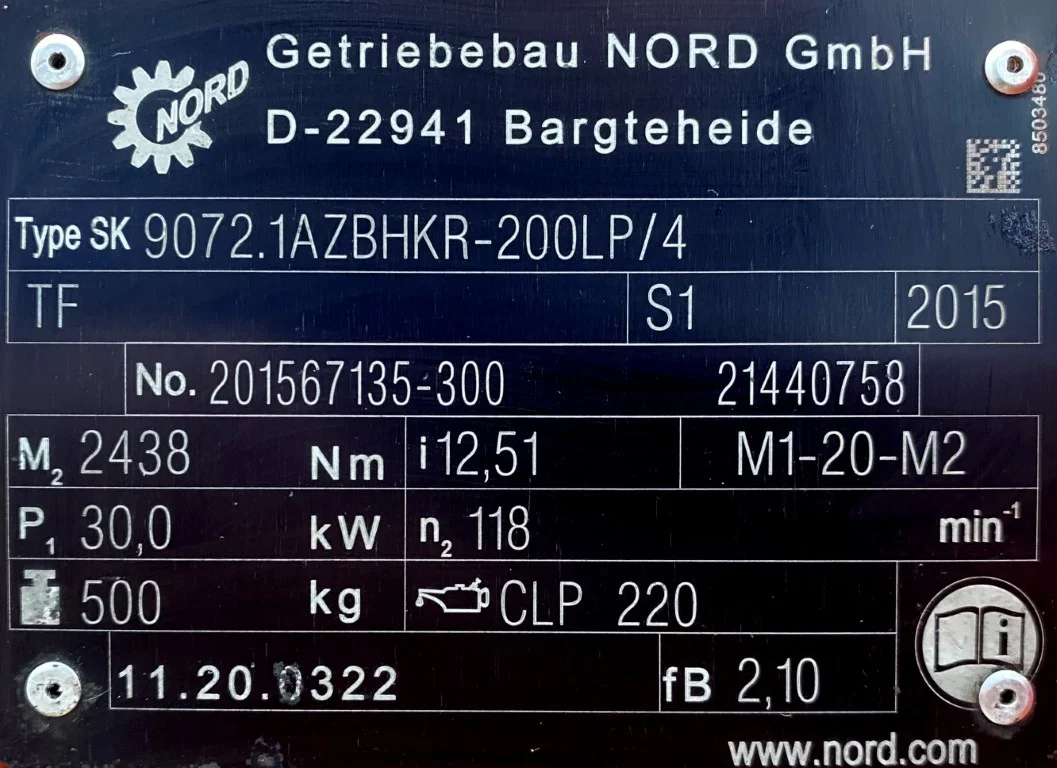 Getriebebau NORD GmbH
NORD
D-22941 Bargteheide
Type SK 9072.1AZBHKR-200LP/4
TF S1 2015
No. 201567135-300 21440758
M2 2438 Nm i 12,51 M1-20-M2
P1 30,0 kW n2 118 min-1
500 kg CLP 220
i
11.20.0322 fB 2,10
www.nord.com